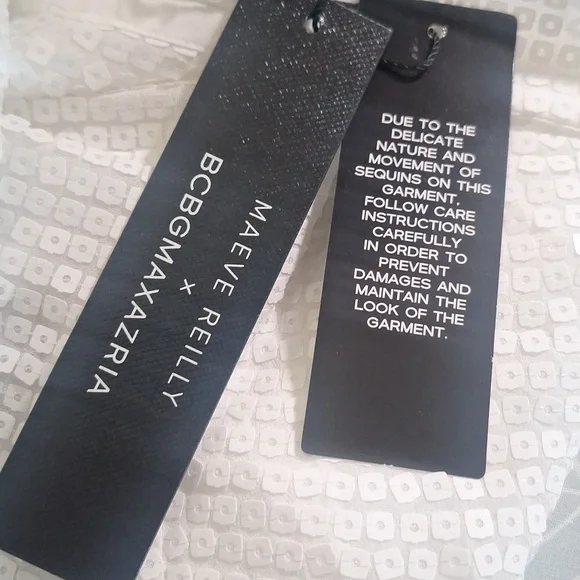 MAEVE REILLY
×
BCBGMAXAZRIA
DUE TO THE
DELICATE
NATURE AND
MOVEMENT OF
SEQUINS ON THIS
GARMENT,
FOLLOW CARE
INSTRUCTIONS
CAREFULLY
IN ORDER TO
PREVENT
DAMAGES AND
MAINTAIN THE
LOOK OF THE
GARMENT.